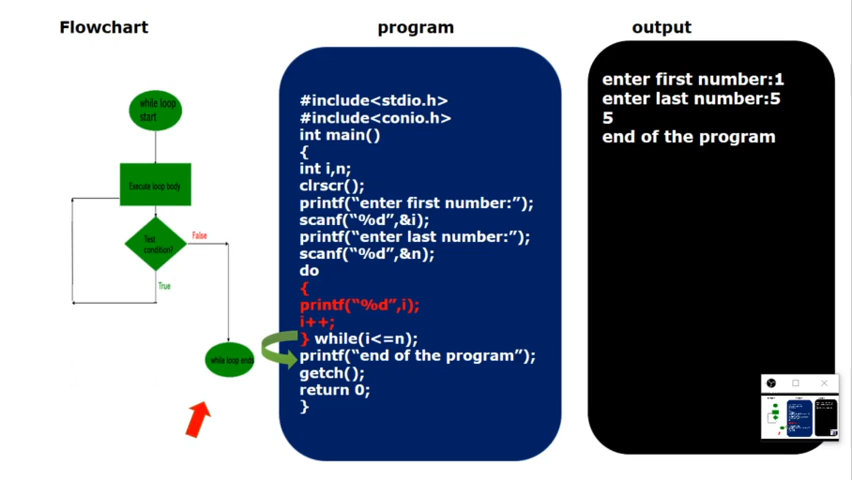 Flowchart
program
output
while loop
start
Execute loop body
Test
condition?
False
True
while loop ends
#include<stdio.h>
#include<conio.h>
int main()
{
int i,n;
clrscr();
printf(“enter first number:”);
scanf(“%d”,&i);
printf(“enter last number:”);
scanf(“%d”,&n);
do
{
printf(“%d”,i);
i++;
} while(i<=n);
printf(“end of the program”);
getch();
return 0;
}
enter first number:1
enter last number:5
5
end of the program